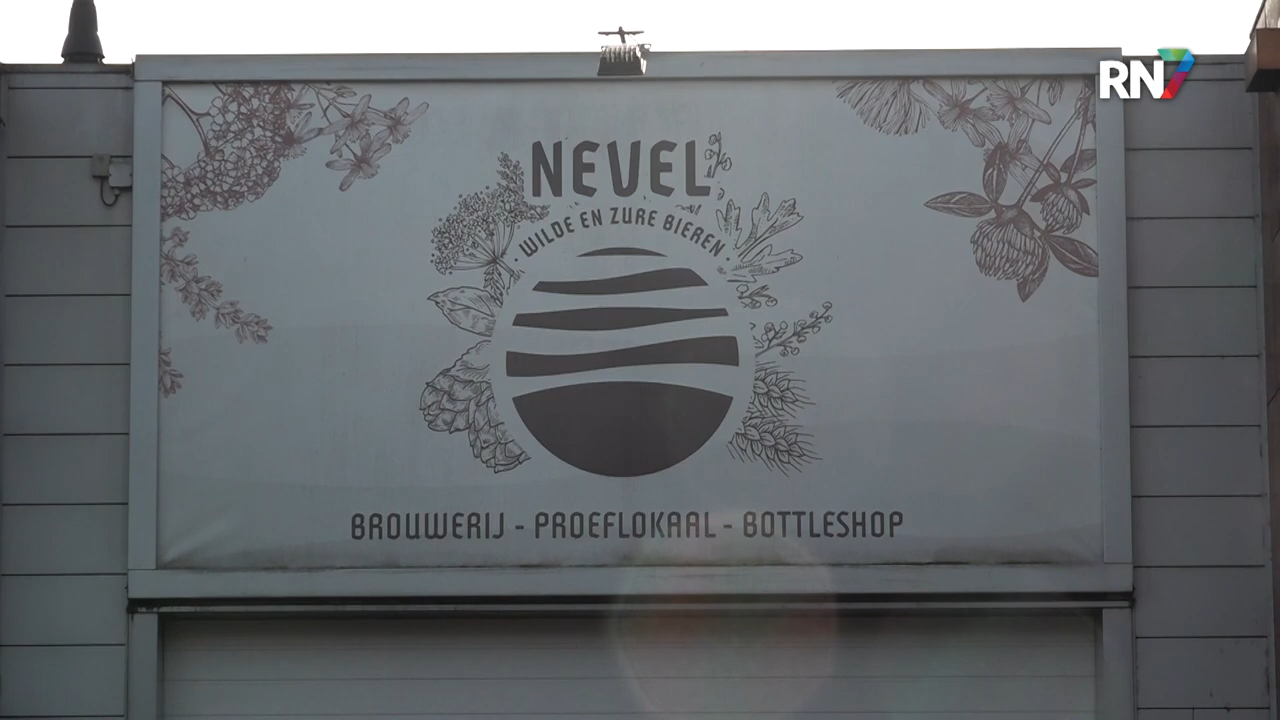 RN7
NEVEL
· WILDE EN ZURE BIEREN ·
BROUWERIJ - PROEFLOKAAL - BOTTLESHOP